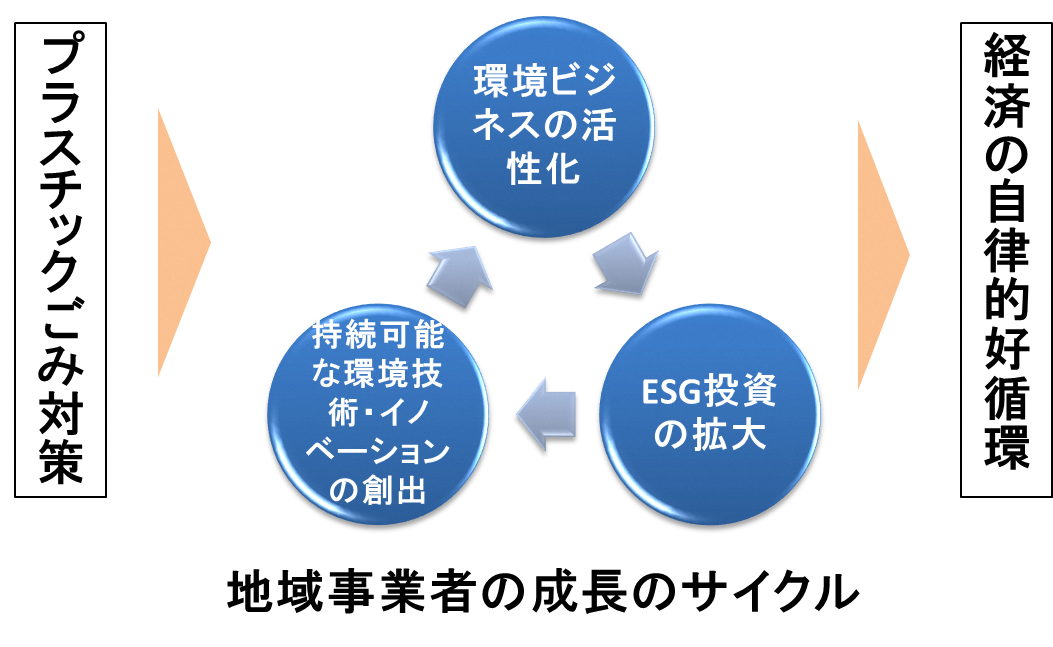 プラスチックごみ対策
環境ビジ
ネスの活
性化
ESG投資
の拡大
持続可能
な環境技
術・イノ
ベーション
の創出
経済の自律的好循環
地域事業者の成長のサイクル